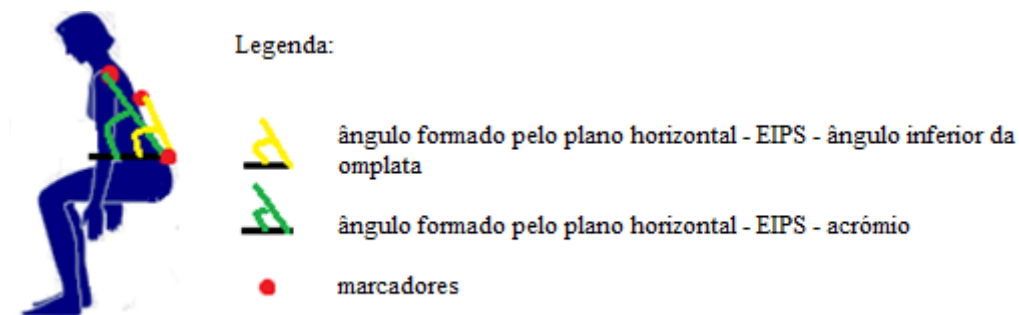 Legenda:
ângulo formado pelo plano horizontal - EIPS - ângulo inferior da
omplata
ângulo formado pelo plano horizontal - EIPS - acrómio
marcadores